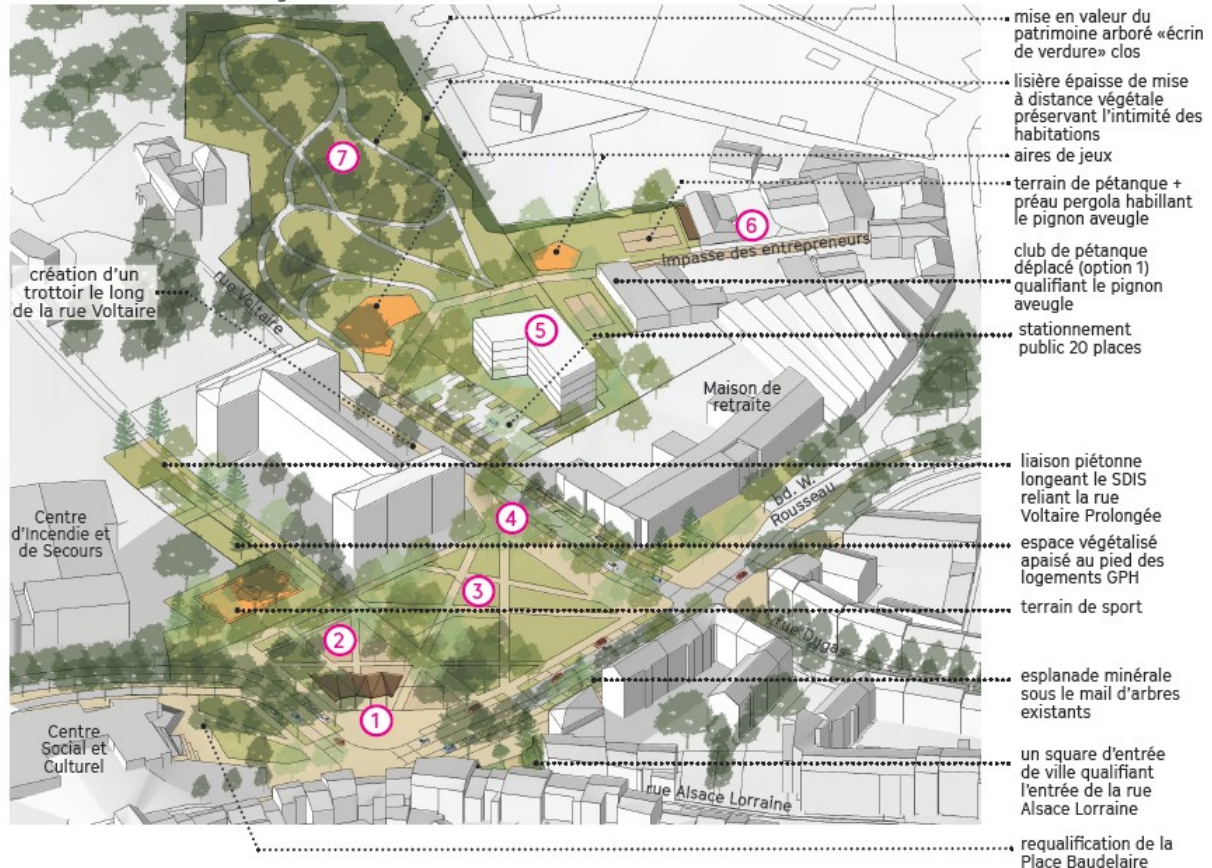 mise en valeur du
patrimoine arboré «écrin
de verdure» clos
lisière épaisse de mise
à distance végétale
préservant l'intimité des
habitations
aires de jeux
terrain de pétanque +
préau pergola habillant
le pignon aveugle
club de pétanque
déplacé (option 1)
qualifiant le pignon
aveugle
stationnement
public 20 places
liaison piétonne
longeant le SDIS
reliant la rue
Voltaire Prolongée
espace végétalisé
apaisé au pied des
logements GPH
terrain de sport
esplanade minérale
sous le mail d'arbres
existants
un square d'entrée
de ville qualifiant
l'entrée de la rue
Alsace Lorraine
requalification de la
Place Baudelaire
création d'un
trottoir le long
de la rue Voltaire
rue Voltaire
7
6
Impasse des entrepreneurs
5
Maison de
retraite
bd. W.
Rousseau
4
Centre
d'Incendie et
de Secours
3
2
rue Dygas
1
Centre
Social et
Culturel
rue Alsace Lorraine